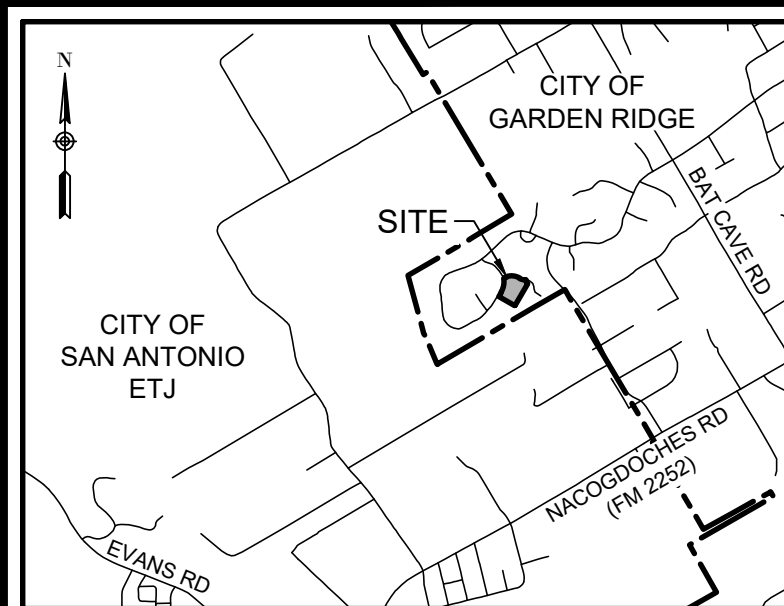 N
CITY OF
GARDEN RIDGE
BAT CAVE RD
SITE
CITY OF
SAN ANTONIO
ETJ
NACOGDOCHES RD
(FM 2252)
EVANS RD